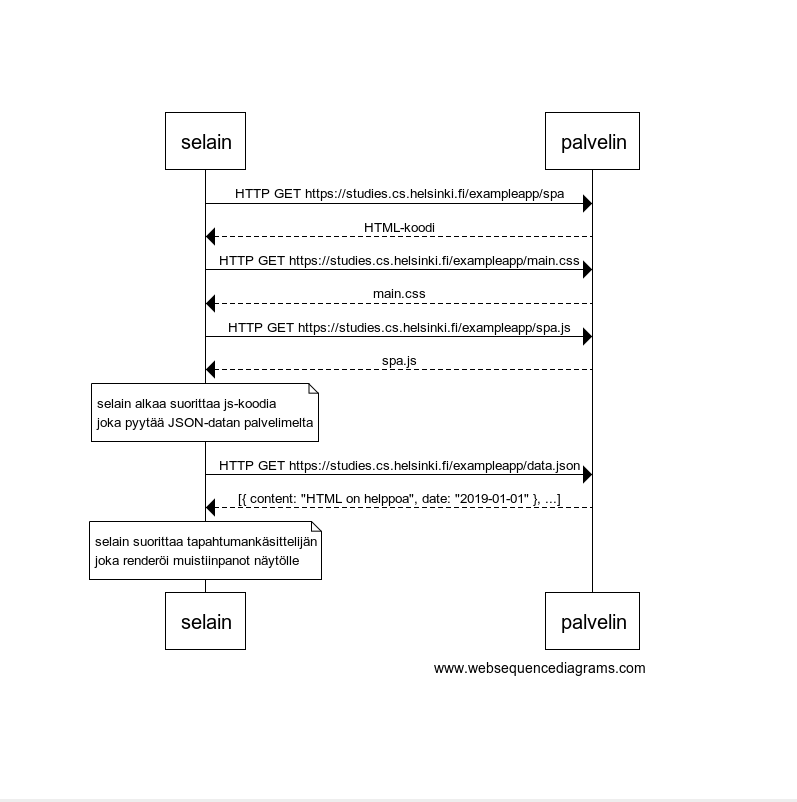 selain
palvelin
HTTP GET https://studies.cs.helsinki.fi/exampleapp/spa
HTML-koodi
HTTP GET https://studies.cs.helsinki.fi/exampleapp/main.css
main.css
HTTP GET https://studies.cs.helsinki.fi/exampleapp/spa.js
spa.js
selain alkaa suorittaa js-koodia
joka pyytää JSON-datan palvelimelta
HTTP GET https://studies.cs.helsinki.fi/exampleapp/data.json
[{ content: "HTML on helppoa", date: "2019-01-01" }, ...]
selain suorittaa tapahtumankäsittelijän
joka renderöi muistiinpanot näytölle
selain
palvelin
www.websequencediagrams.com